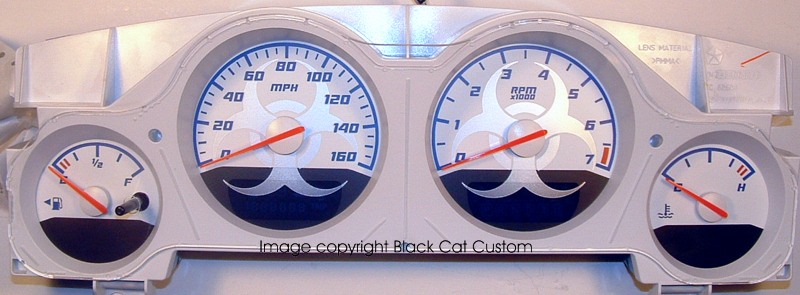 LENS MATERIAL
>PMMA<
0
20
40
60
80
100
120
140
160
MPH
0
1
2
3
4
5
6
7
RPM
x1000
E
1/2
F
C
H
Image copyright Black Cat Custom